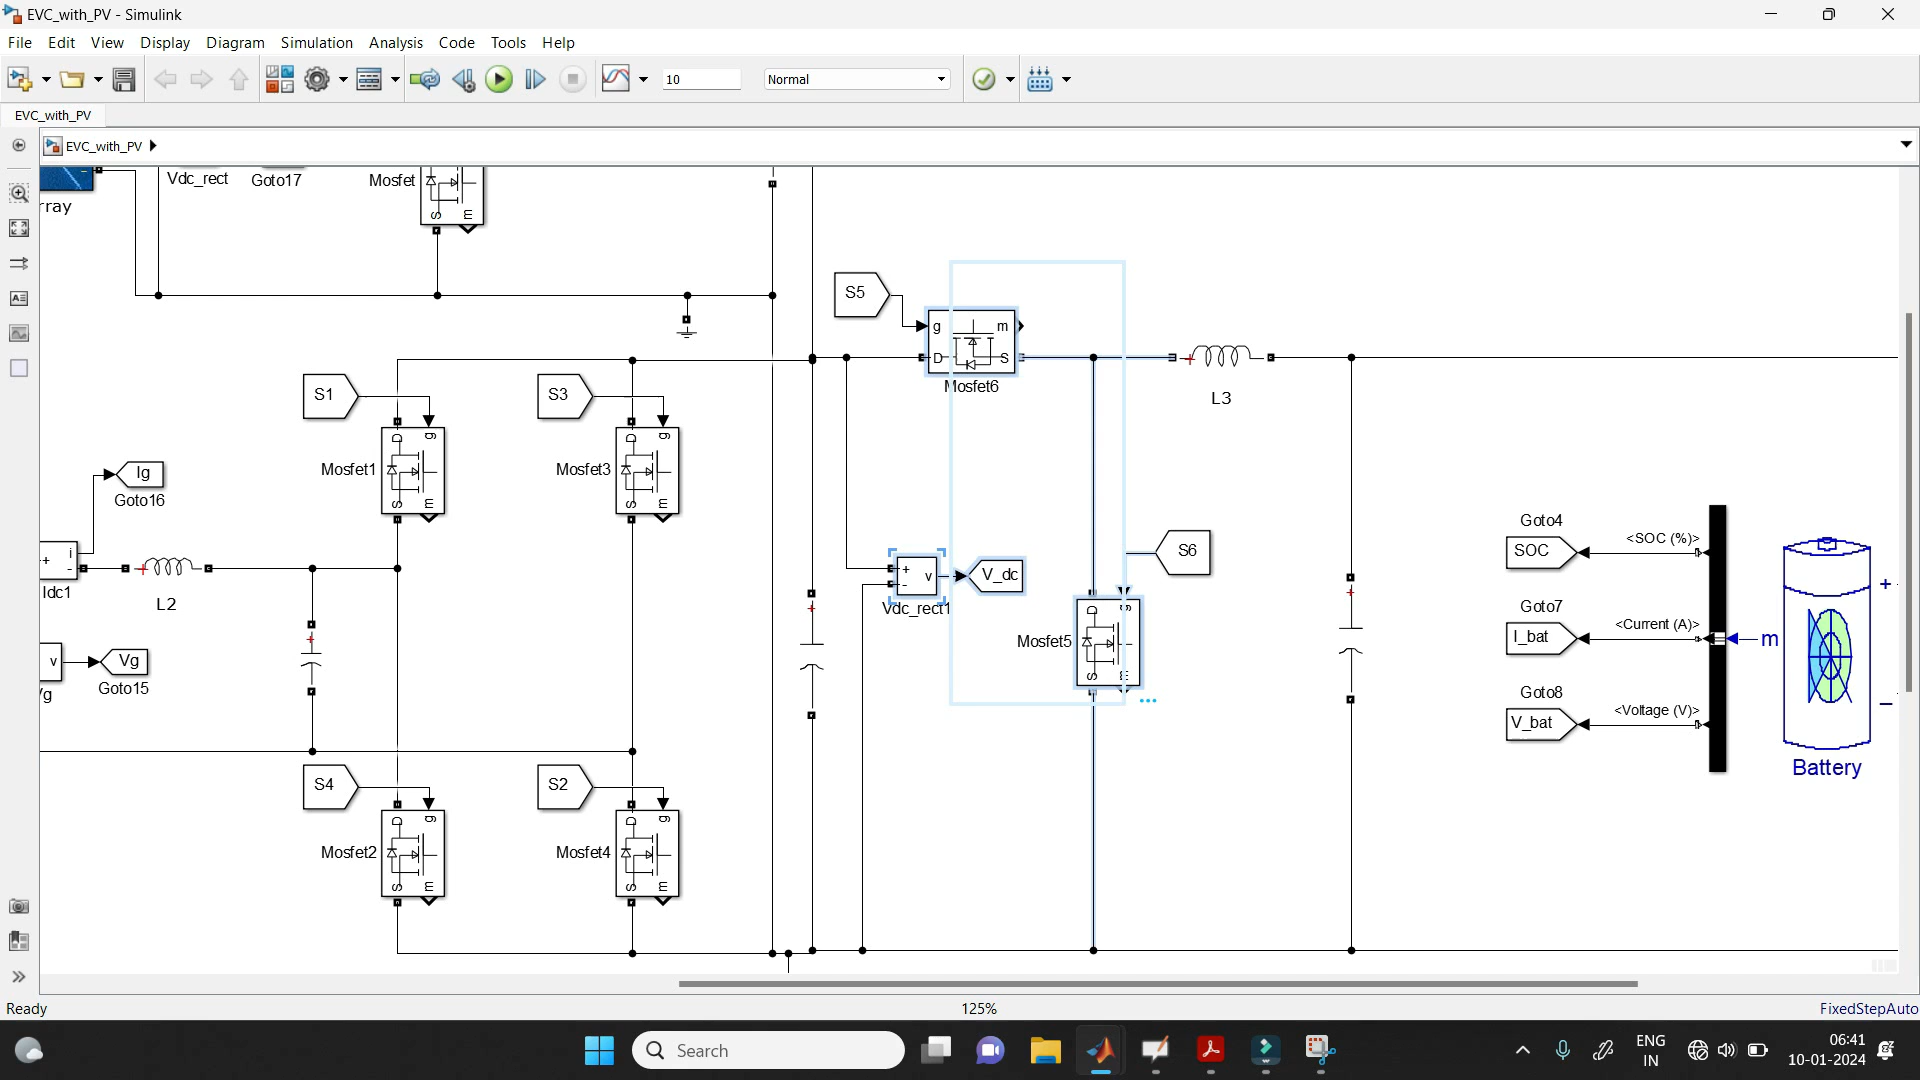 EVC_with_PV - Simulink
File Edit View Display Diagram Simulation Analysis Code Tools Help
10
Normal
EVC_with_PV
EVC_with_PV
Vdc_rect
Goto17
Mosfet
S
m
rray
S5
g
m
D
S
Mosfet6
L3
S1
D
g
Mosfet1
S
m
S3
D
g
Mosfet3
S
m
Ig
Goto16
+
i
-
Idc1
L2
v
Vg
Goto15
+
-
v
Vdc_rect1
V_dc
S6
D
g
Mosfet5
S
m
Goto4
SOC
<SOC (%)>
Goto7
I_bat
<Current (A)>
Goto8
V_bat
<Voltage (V)>
m
+
−
Battery
S4
D
g
Mosfet2
S
m
S2
D
g
Mosfet4
S
m
Ready
125%
FixedStepAuto
Search
ENG
IN
06:41
10-01-2024